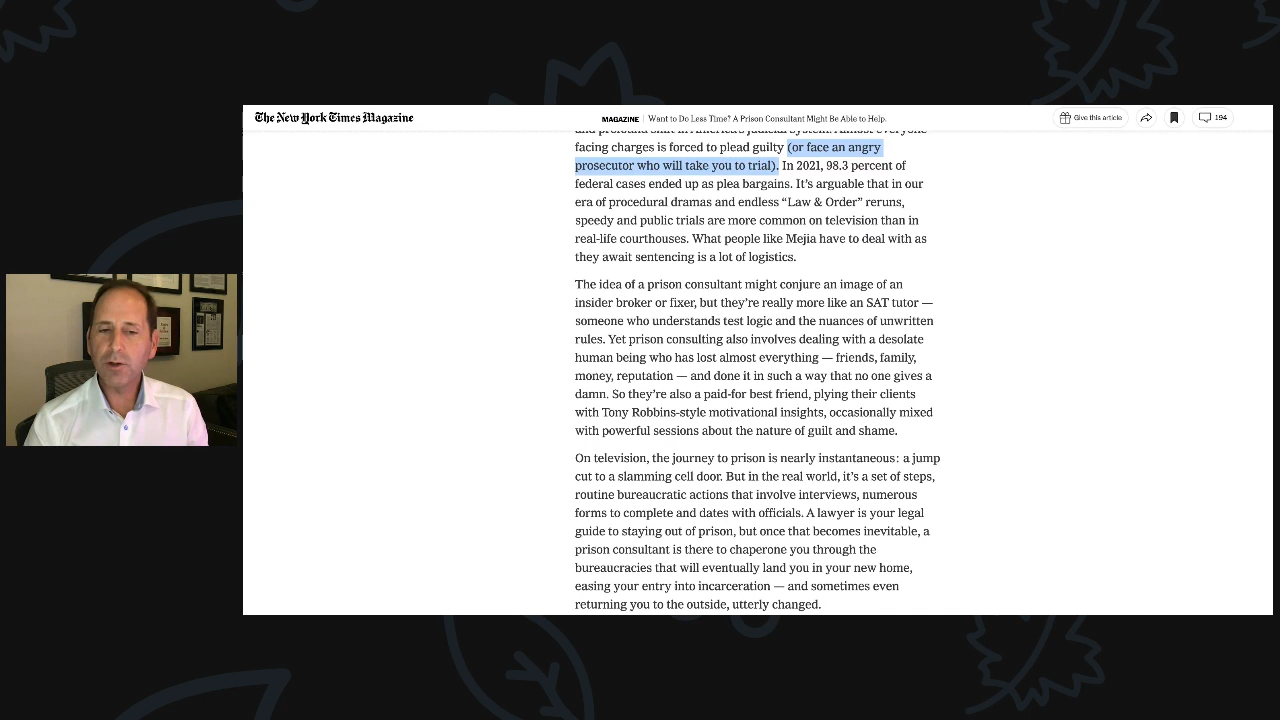 The New York Times Magazine
MAGAZINE | Want to Do Less Time? A Prison Consultant Might Be Able to Help.
Give this article
194
and profound shift in America's judicial system. Almost everyone
facing charges is forced to plead guilty (or face an angry
prosecutor who will take you to trial). In 2021, 98.3 percent of
federal cases ended up as plea bargains. It's arguable that in our
era of procedural dramas and endless “Law & Order” reruns,
speedy and public trials are more common on television than in
real-life courthouses. What people like Mejia have to deal with as
they await sentencing is a lot of logistics.
The idea of a prison consultant might conjure an image of an
insider broker or fixer, but they're really more like an SAT tutor —
someone who understands test logic and the nuances of unwritten
rules. Yet prison consulting also involves dealing with a desolate
human being who has lost almost everything — friends, family,
money, reputation — and done it in such a way that no one gives a
damn. So they're also a paid-for best friend, plying their clients
with Tony Robbins-style motivational insights, occasionally mixed
with powerful sessions about the nature of guilt and shame.
On television, the journey to prison is nearly instantaneous: a jump
cut to a slamming cell door. But in the real world, it's a set of steps,
routine bureaucratic actions that involve interviews, numerous
forms to complete and dates with officials. A lawyer is your legal
guide to staying out of prison, but once that becomes inevitable, a
prison consultant is there to chaperone you through the
bureaucracies that will eventually land you in your new home,
easing your entry into incarceration — and sometimes even
returning you to the outside, utterly changed.